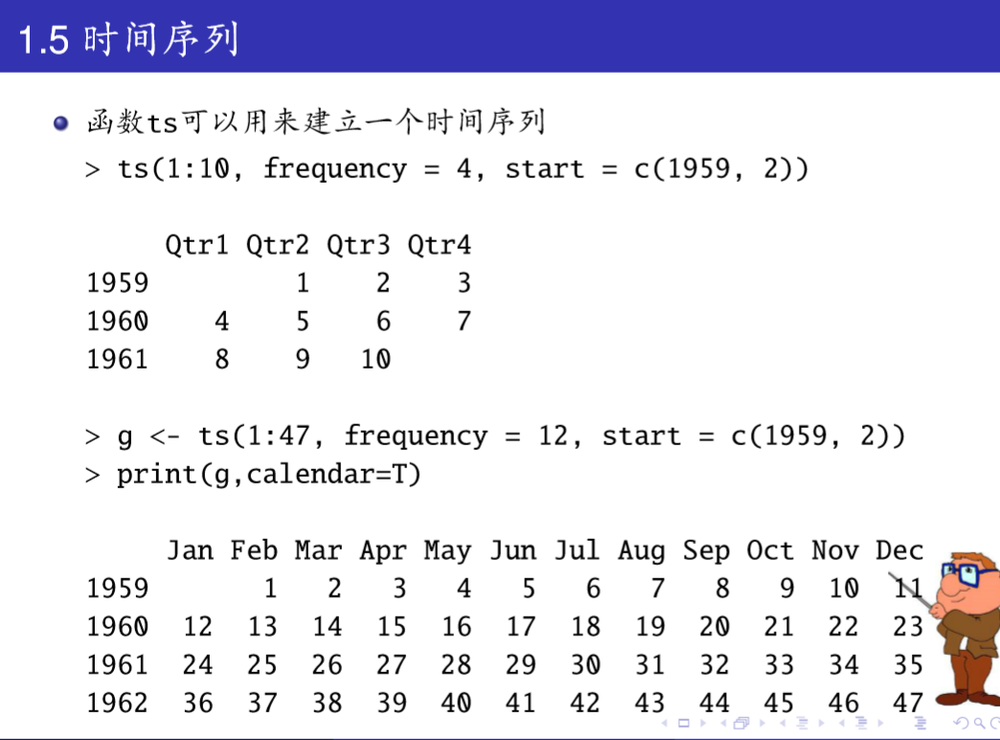 1.5 时间序列
函数ts可以用来建立一个时间序列
> ts(1:10, frequency = 4, start = c(1959, 2))
Qtr1 Qtr2 Qtr3 Qtr4
1959 1 2 3
1960 4 5 6 7
1961 8 9 10
> g <- ts(1:47, frequency = 12, start = c(1959, 2))
> print(g,calendar=T)
Jan Feb Mar Apr May Jun Jul Aug Sep Oct Nov Dec
1959 1 2 3 4 5 6 7 8 9 10 11
1960 12 13 14 15 16 17 18 19 20 21 22 23
1961 24 25 26 27 28 29 30 31 32 33 34 35
1962 36 37 38 39 40 41 42 43 44 45 46 47